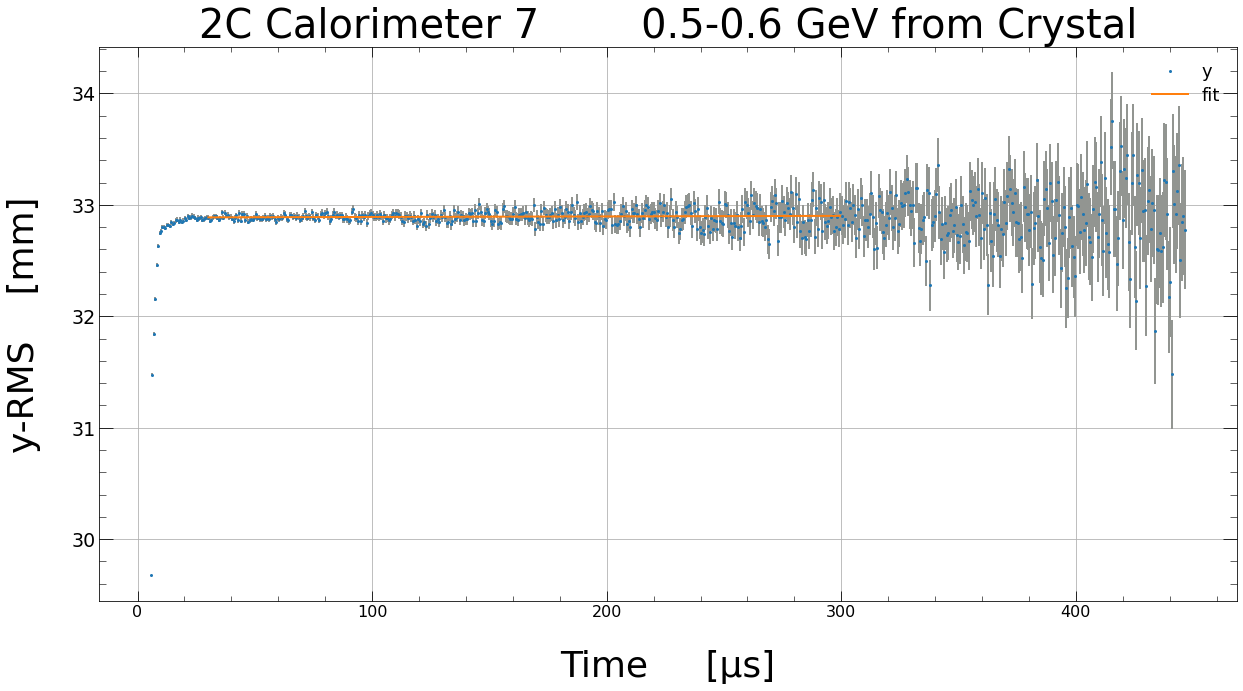 2C Calorimeter 7 0.5-0.6 GeV from Crystal
y
fit
34
33
32
31
30
y-RMS [mm]
0 100 200 300 400
Time [µs]